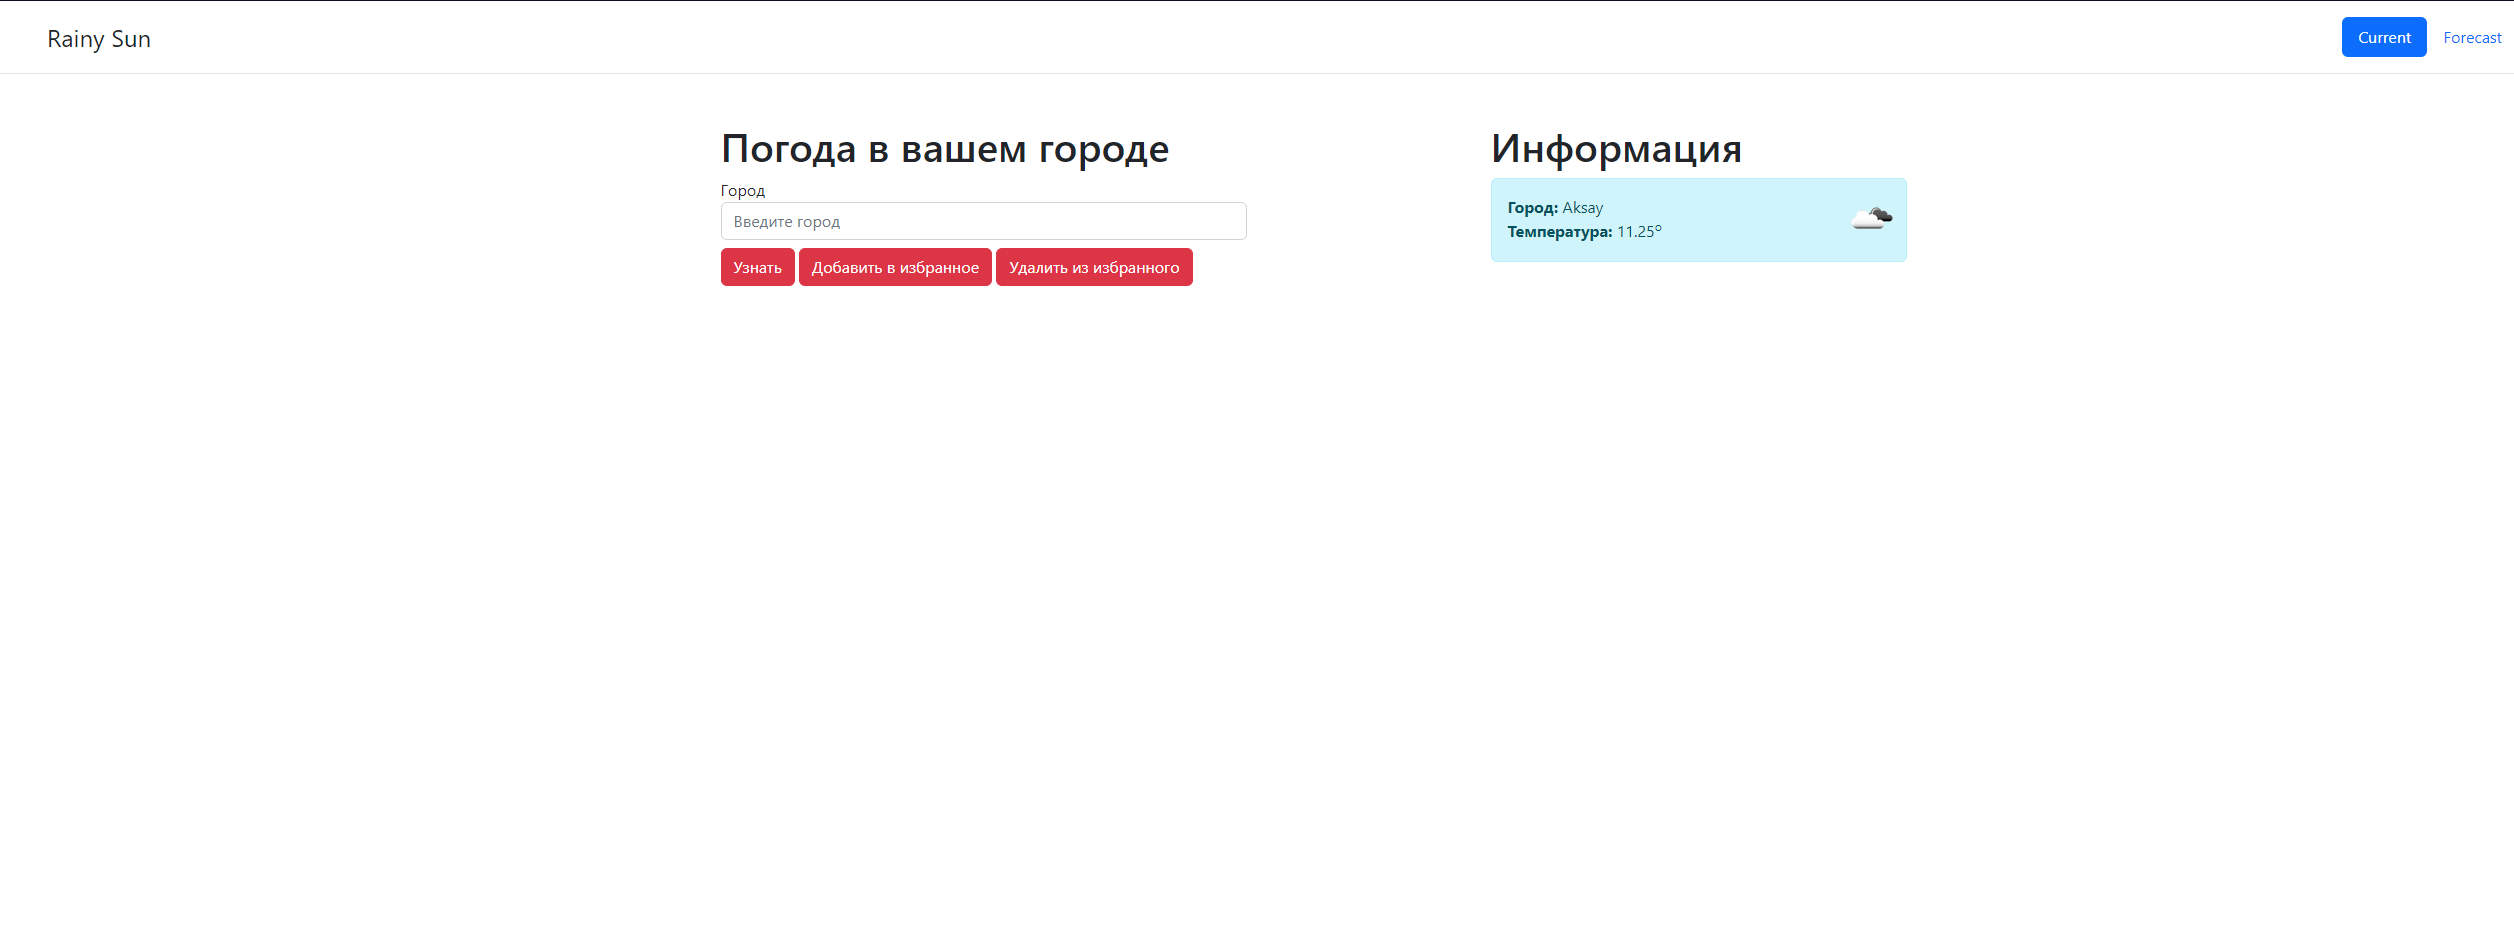 Rainy Sun
Current
Forecast
Погода в вашем городе
Город
Введите город
Узнать
Добавить в избранное
Удалить из избранного
Информация
Город: Aksay
Температура: 11.25°